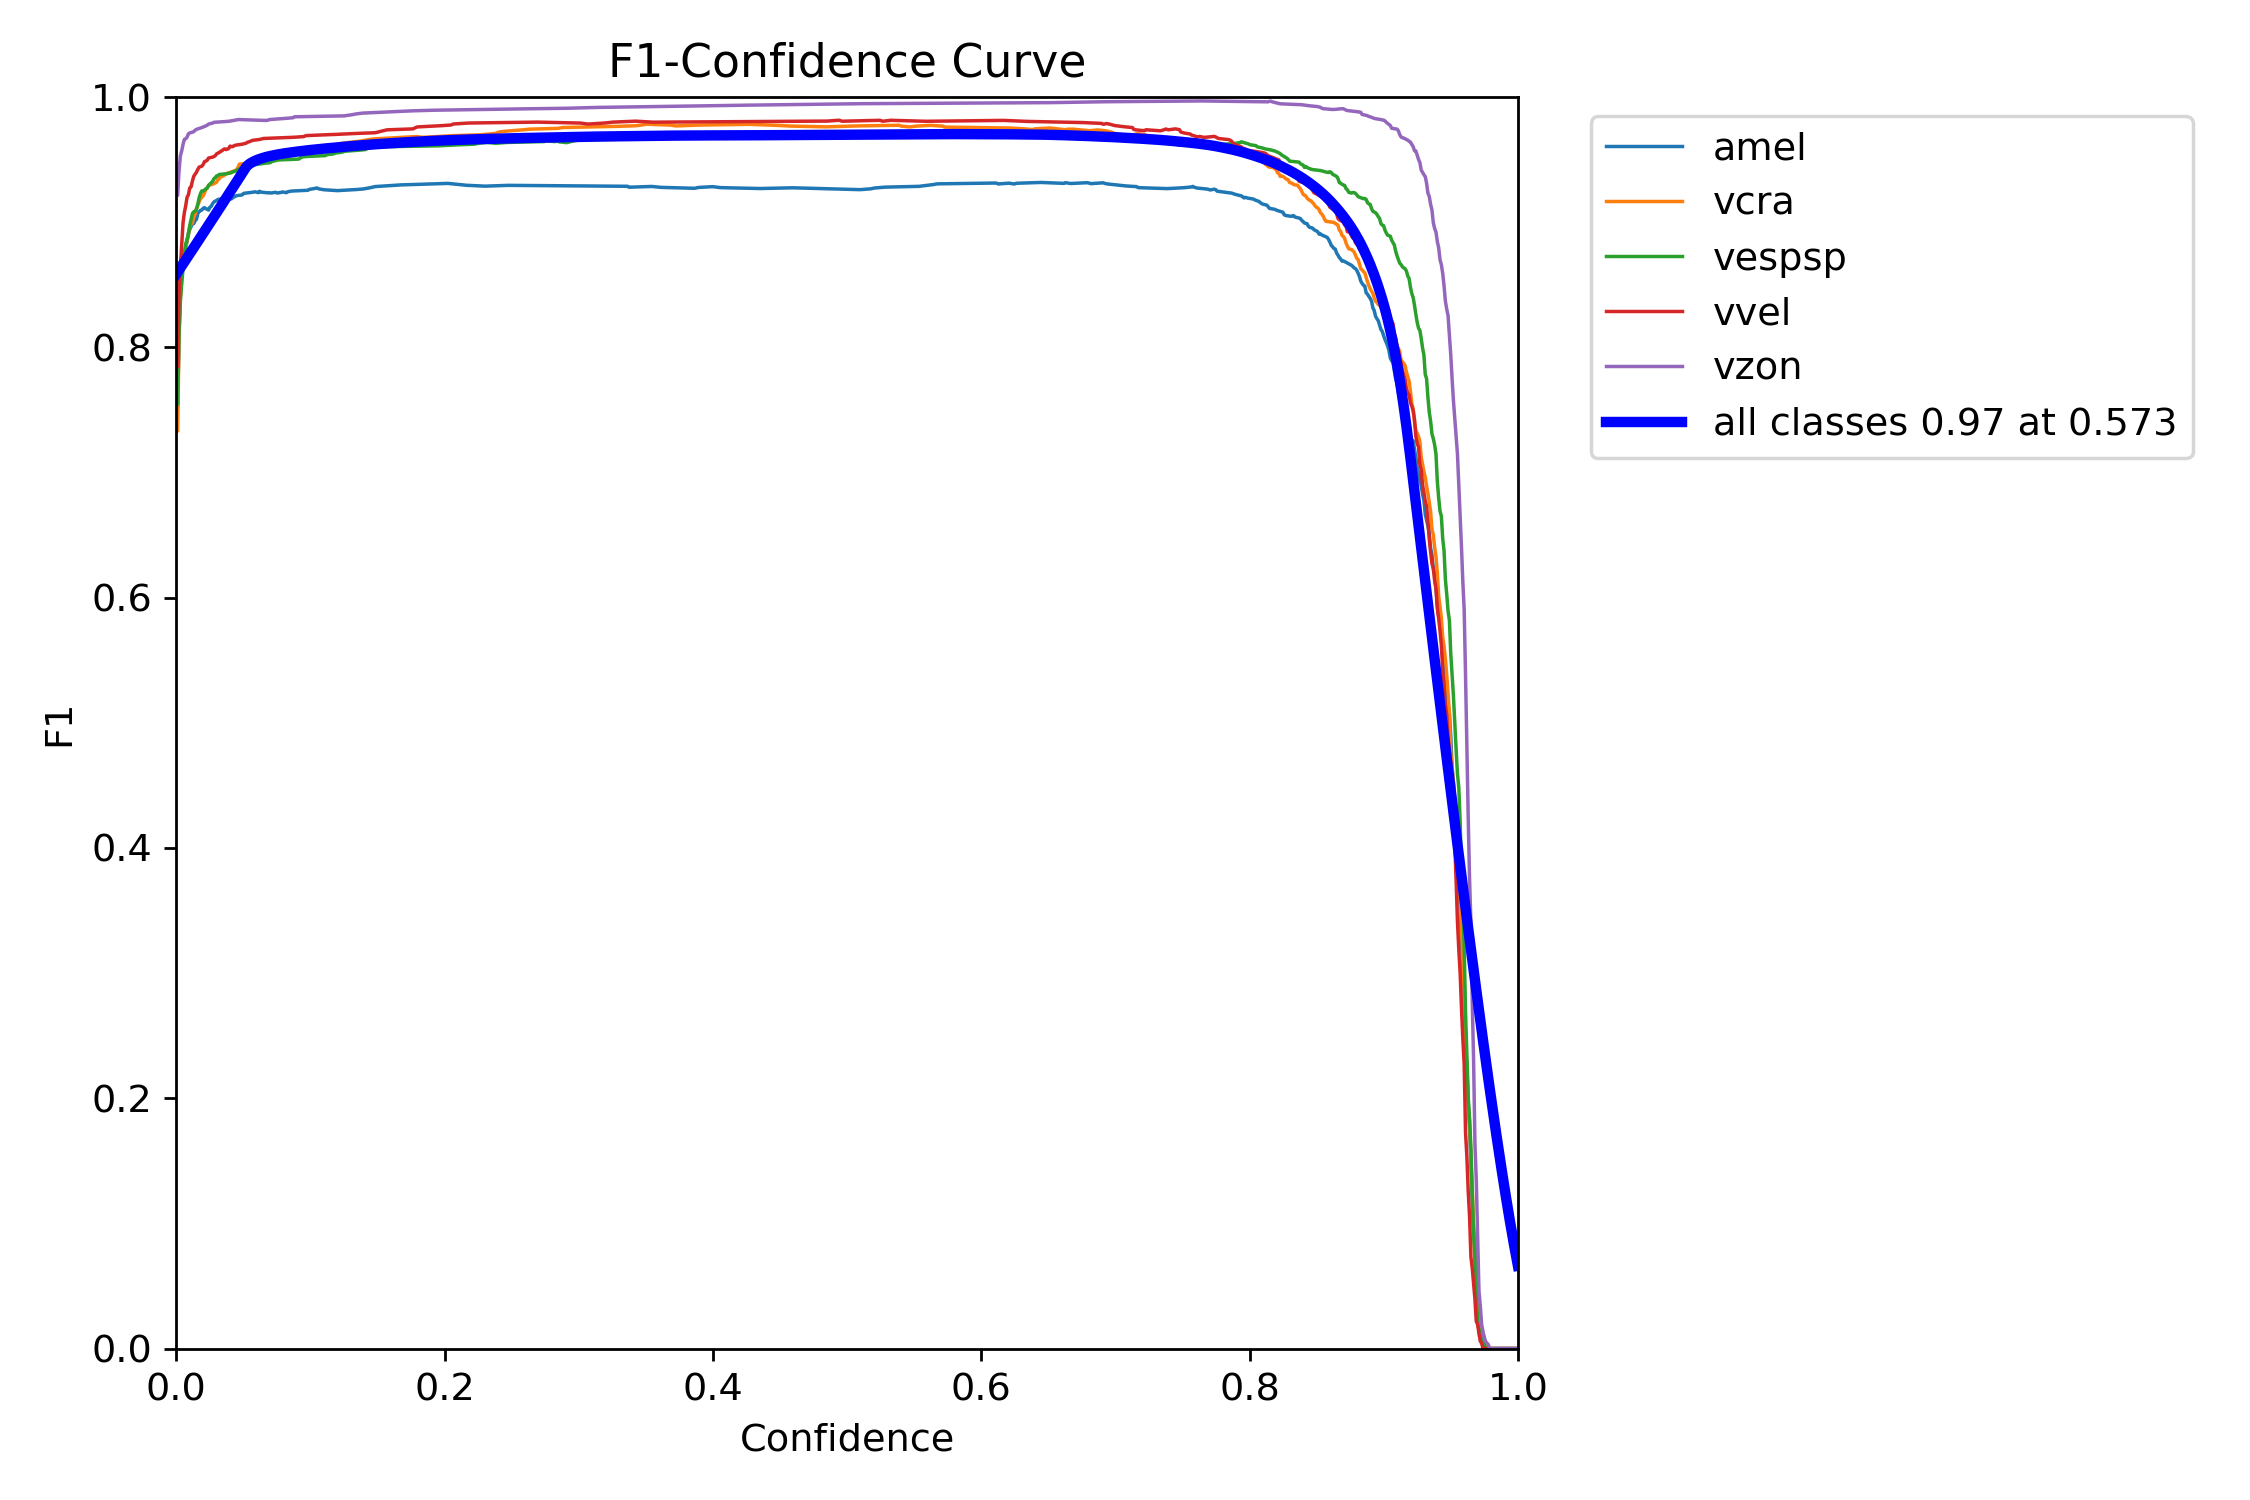 F1-Confidence Curve
1.0
0.8
0.6
0.4
0.2
0.0
F1
0.0 0.2 0.4 0.6 0.8 1.0
Confidence
amel
vcra
vespsp
vvel
vzon
all classes 0.97 at 0.573